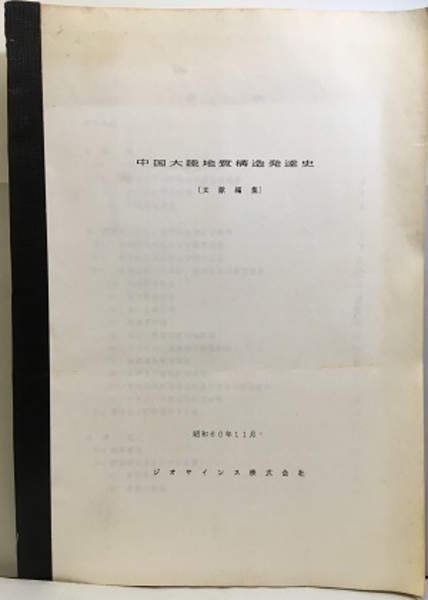 中国大陸地質構造発達史
〔文献編集〕
昭和60年11月
ジオサインス株式会社